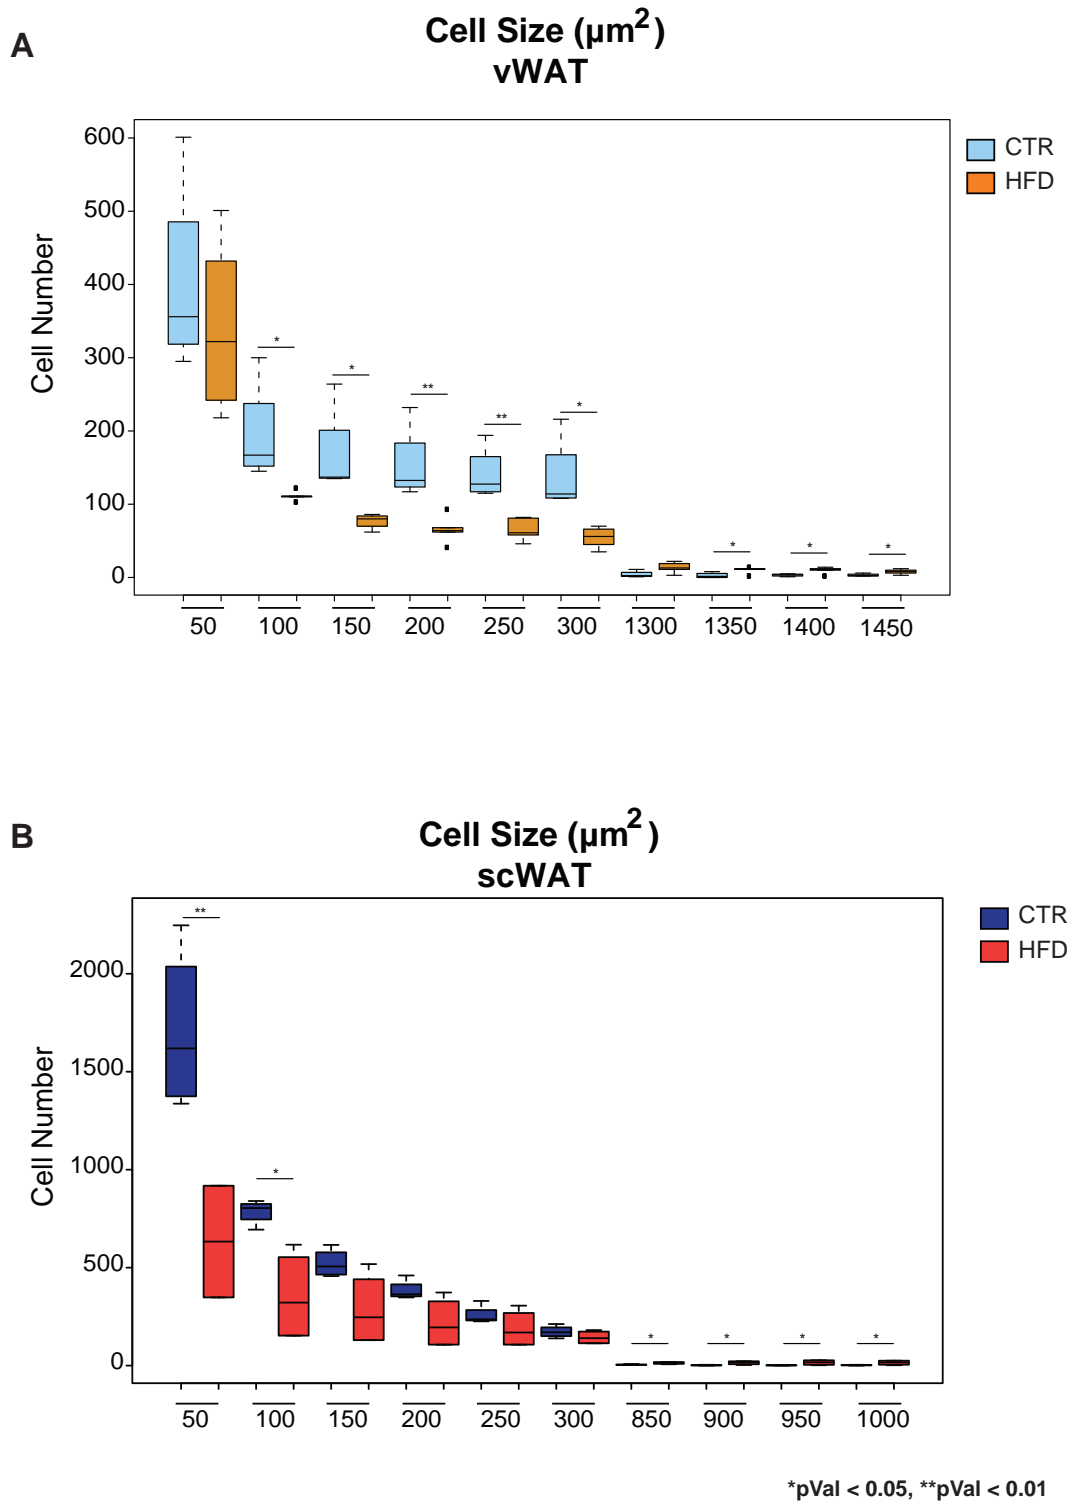 A
Cell Size (µm2)
vWAT
600
500
400
300
200
100
0
Cell Number
CTR
HFD
*
*
**
**
*
*
*
*
50 100 150 200 250 300 1300 1350 1400 1450
B
Cell Size (µm2)
scWAT
2000
1500
1000
500
0
Cell Number
CTR
HFD
**
*
*
*
*
*
50 100 150 200 250 300 850 900 950 1000
*pVal < 0.05, **pVal < 0.01